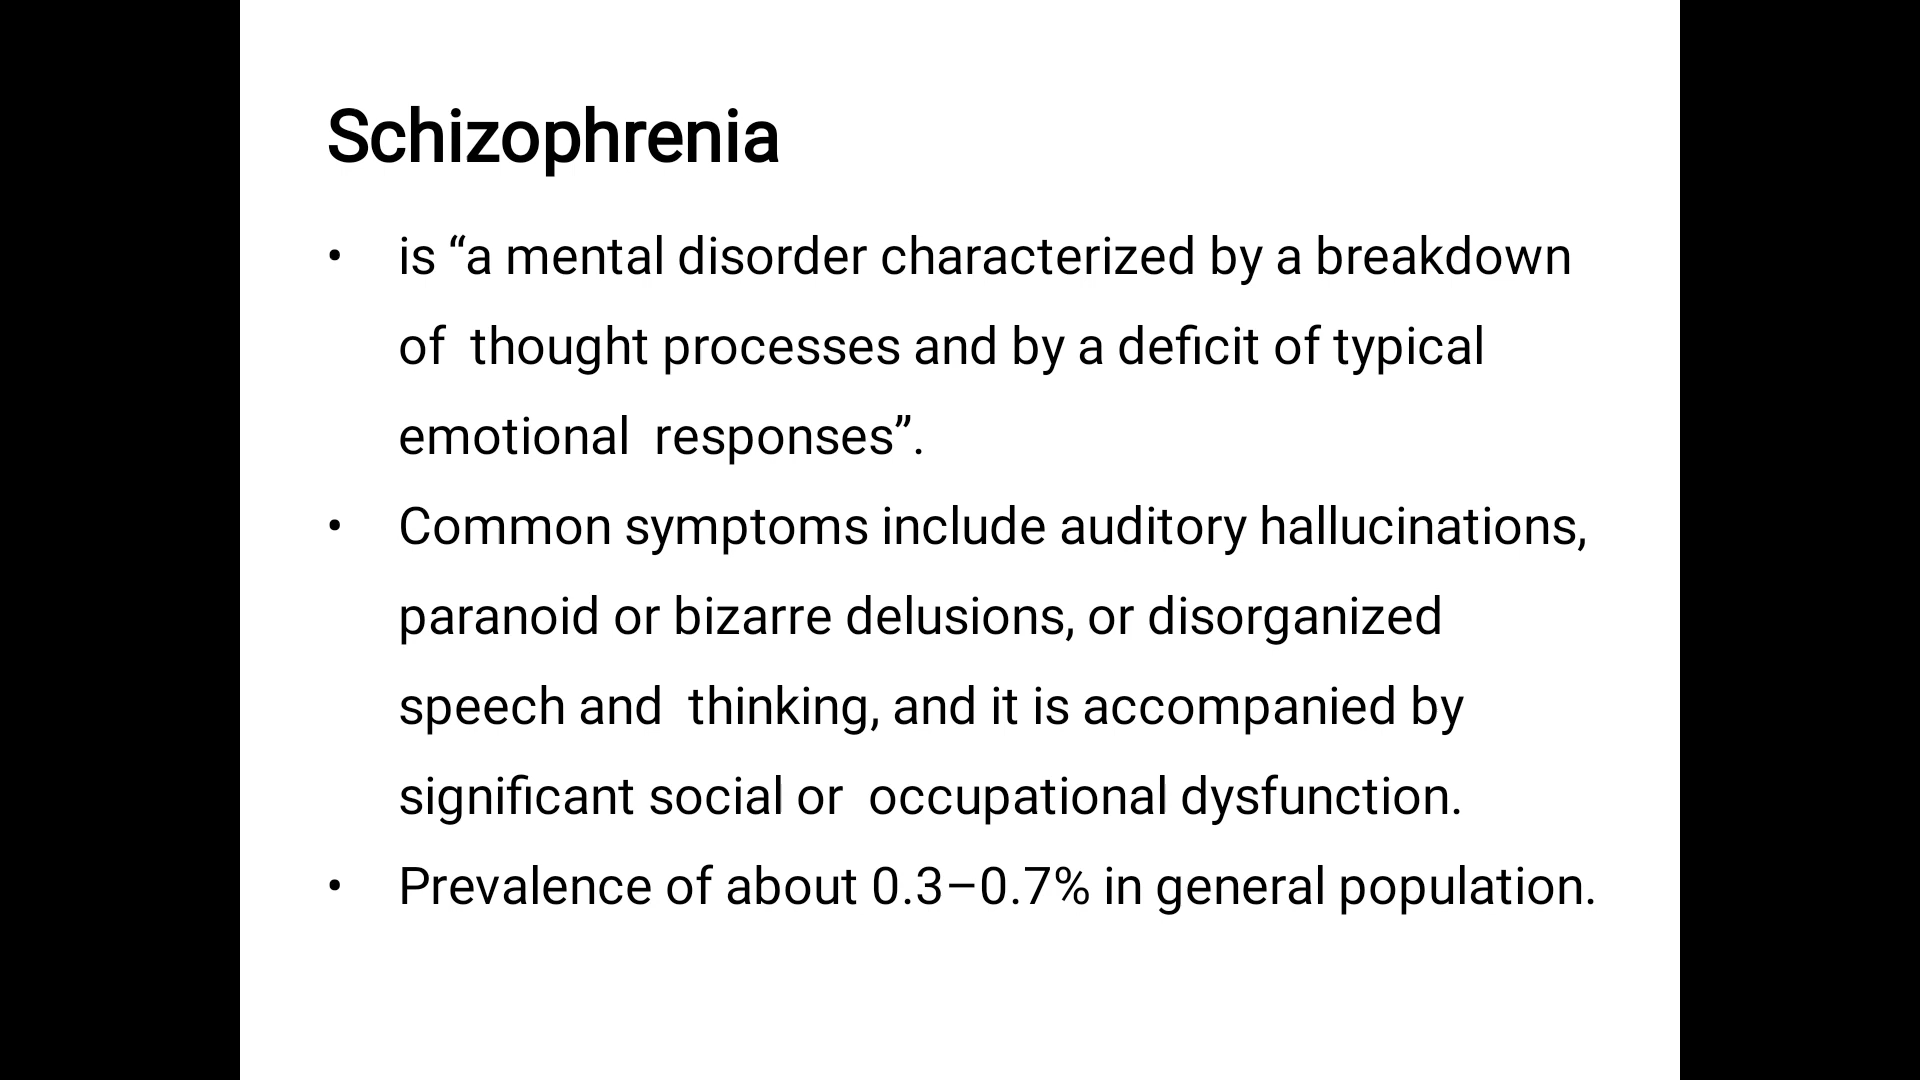 Schizophrenia
• is “a mental disorder characterized by a breakdown
of  thought processes and by a deficit of typical
emotional  responses”.
• Common symptoms include auditory hallucinations,
paranoid or bizarre delusions, or disorganized
speech and  thinking, and it is accompanied by
significant social or  occupational dysfunction.
• Prevalence of about 0.3–0.7% in general population.